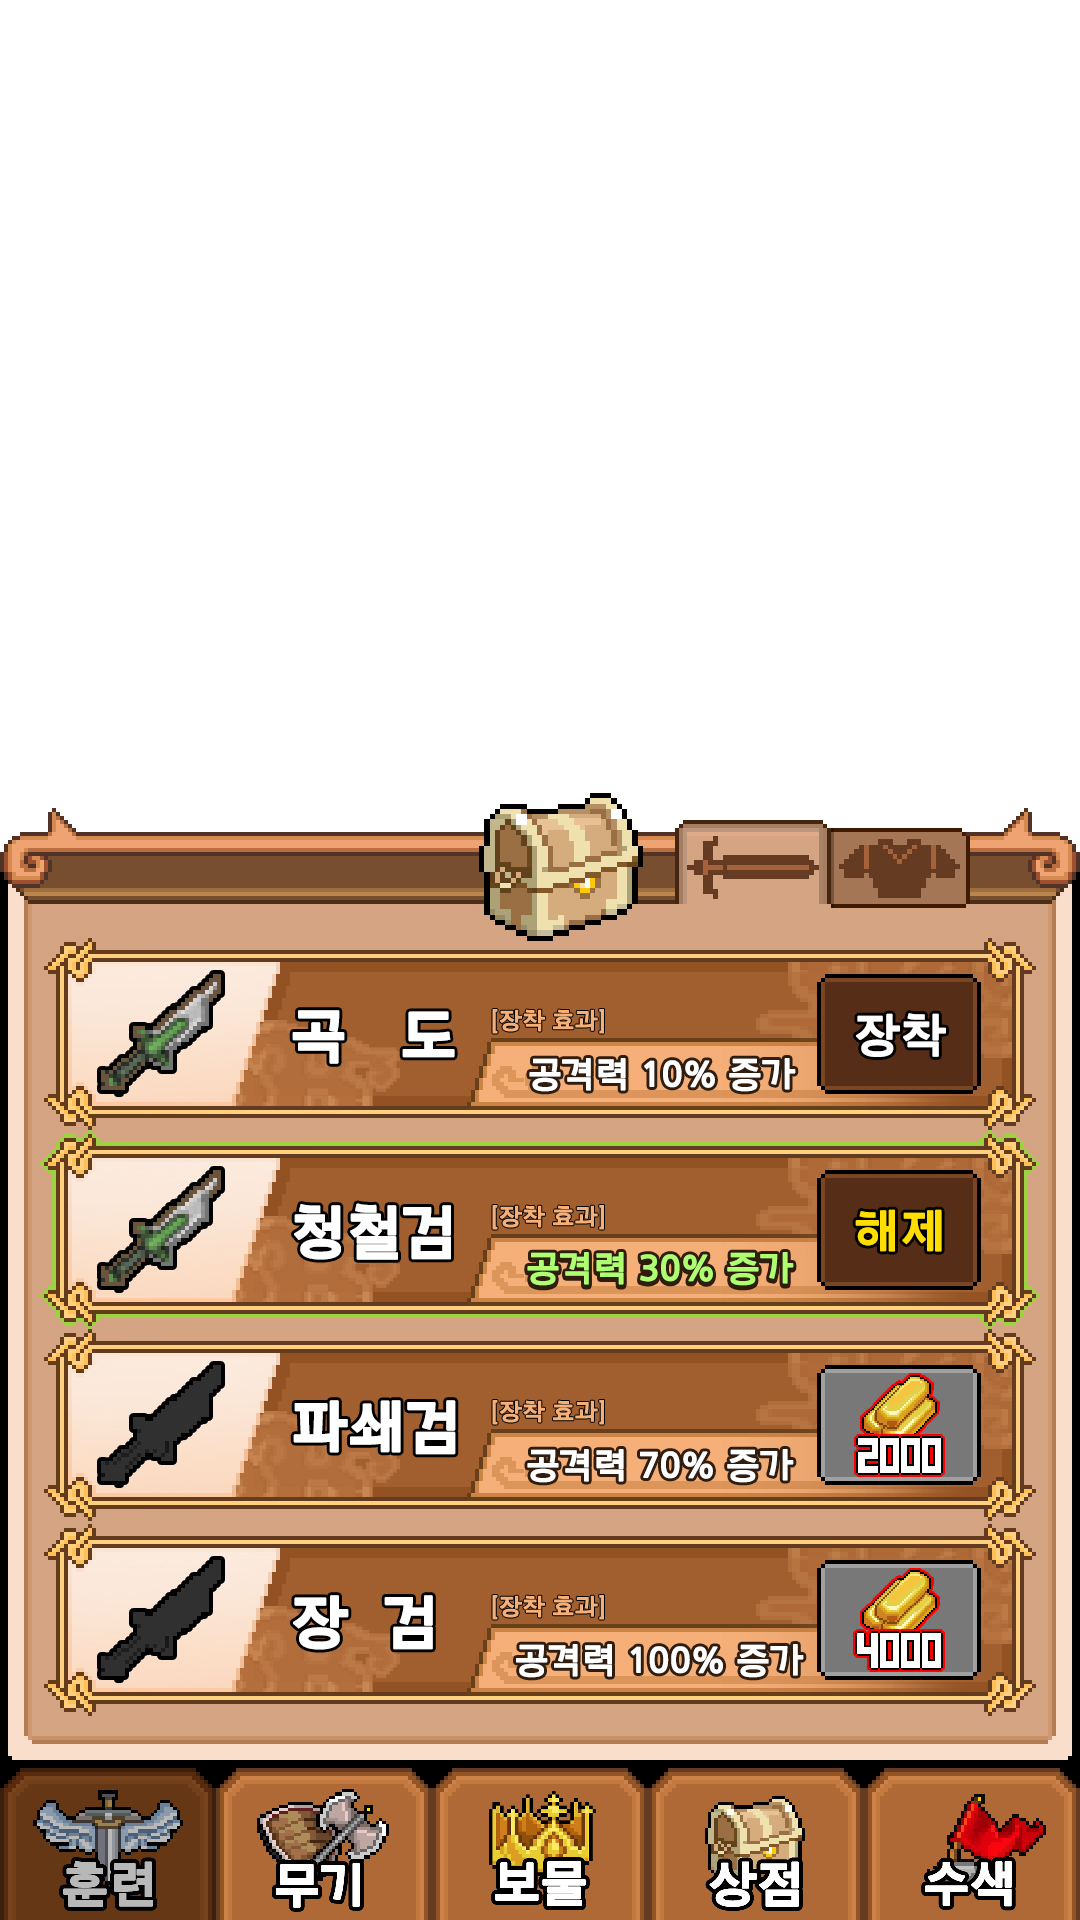 곡 도
[장착 효과]
공격력 10% 증가
장착
청철검
[장착 효과]
공격력 30% 증가
해제
파쇄검
[장착 효과]
공격력 70% 증가
2000
장 검
[장착 효과]
공격력 100% 증가
4000
훈련 무기 보물 상점 수색